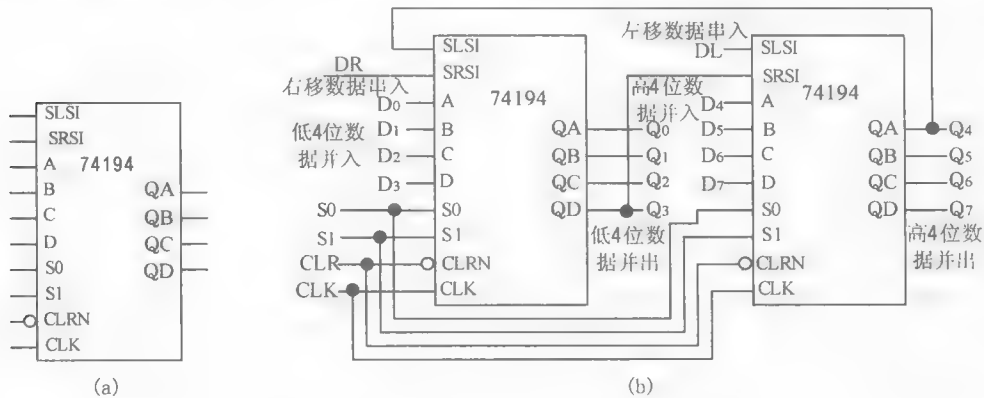 SLSI
SRSI
A
74194
B
QA
C
QB
D
QC
S0
QD
S1
CLRN
CLK
(a)
DR
右移数据串入
D0
D1
低4位数
据并入
D2
D3
S0
S1
CLR
CLK
SLSI
SRSI
74194
A
B
C
D
S0
S1
CLRN
CLK
QA
QB
QC
QD
Q0
Q1
Q2
Q3
低4位数
据并出
左移数据串入
DL
高4位数
据并入
D4
D5
D6
D7
SLSI
SRSI
74194
A
B
C
D
S0
S1
CLRN
CLK
QA
QB
QC
QD
Q4
Q5
Q6
Q7
高4位数
据并出
(b)